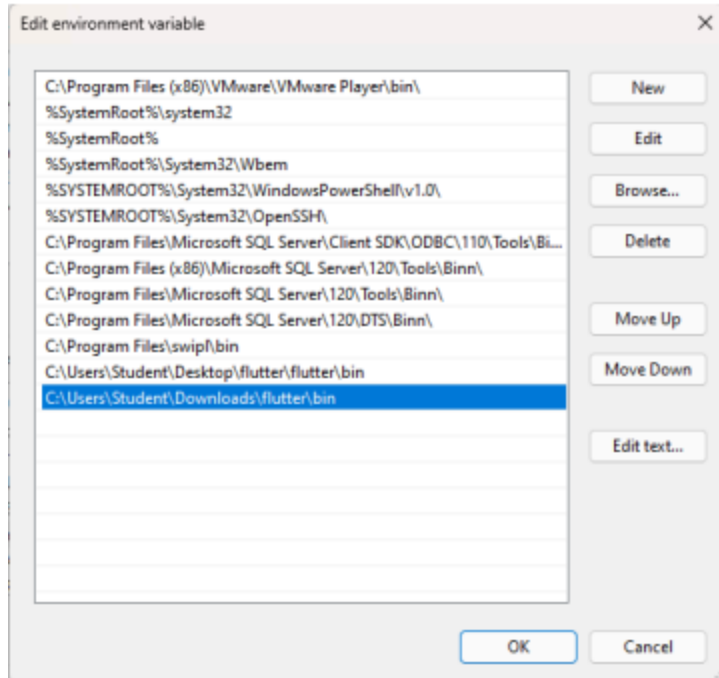 Edit environment variable
C:\Program Files (x86)\VMware\VMware Player\bin\
%SystemRoot%\system32
%SystemRoot%
%SystemRoot%\System32\Wbem
%SYSTEMROOT%\System32\WindowsPowerShell\v1.0\
%SYSTEMROOT%\System32\OpenSSH\
C:\Program Files\Microsoft SQL Server\Client SDK\ODBC\110\Tools\Bi...
C:\Program Files (x86)\Microsoft SQL Server\120\Tools\Binn\
C:\Program Files\Microsoft SQL Server\120\Tools\Binn\
C:\Program Files\Microsoft SQL Server\120\DTS\Binn\
C:\Program Files\swipl\bin
C:\Users\Student\Desktop\flutter\flutter\bin
C:\Users\Student\Downloads\flutter\bin
New
Edit
Browse...
Delete
Move Up
Move Down
Edit text...
OK
Cancel